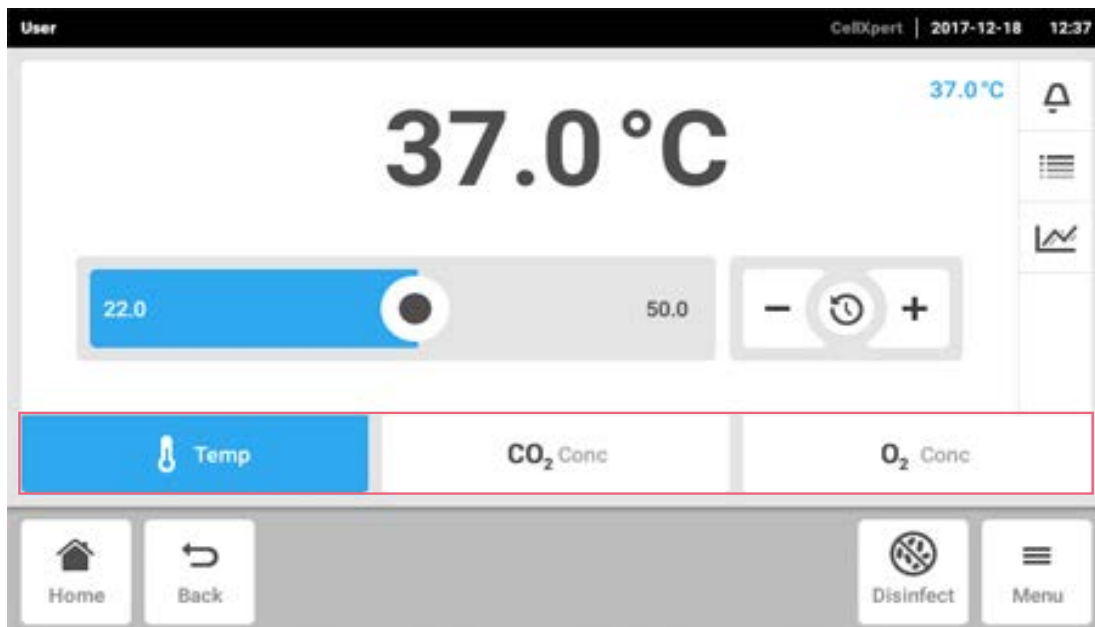 User
CellXpert | 2017-12-18 12:37
37.0°C
37.0°C
22.0
50.0
− +
Temp
CO₂ Conc
O₂ Conc
Home
Back
Disinfect
Menu